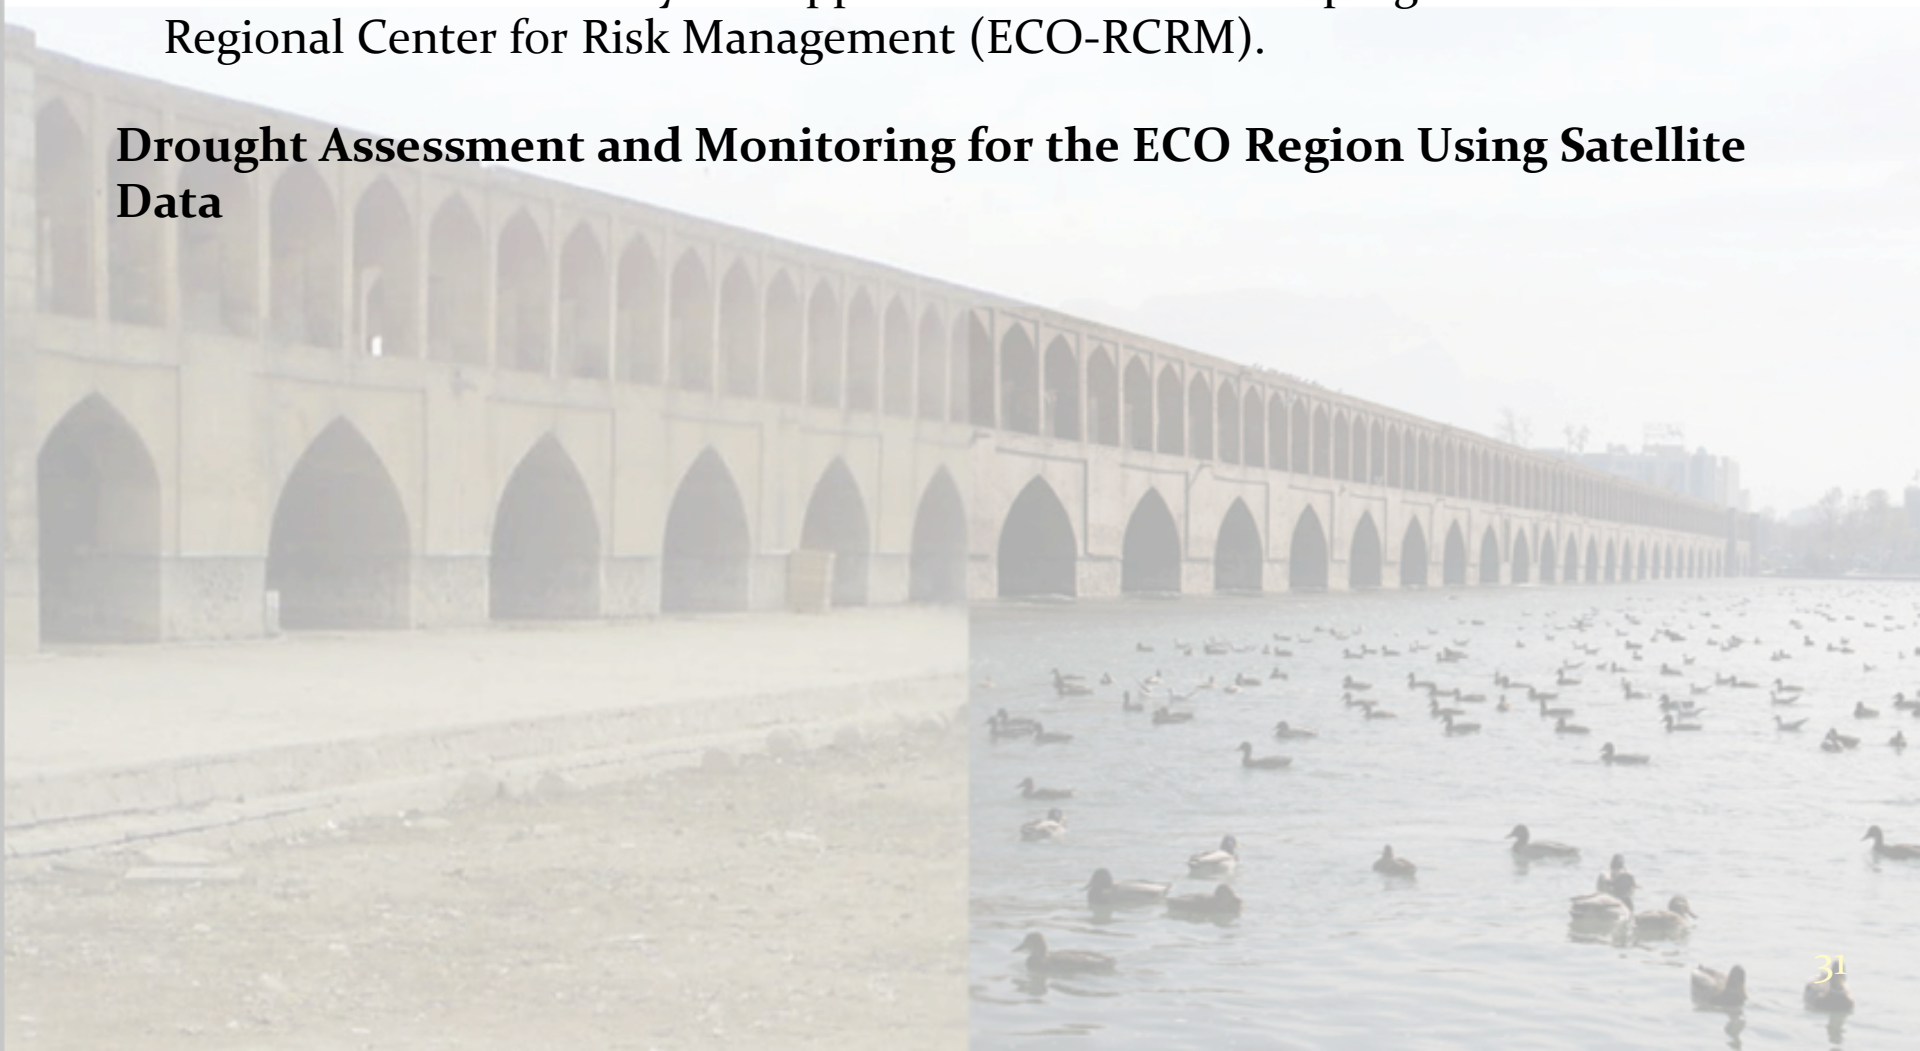 Regional Center for Risk Management (ECO-RCRM).
Drought Assessment and Monitoring for the ECO Region Using Satellite
Data
31